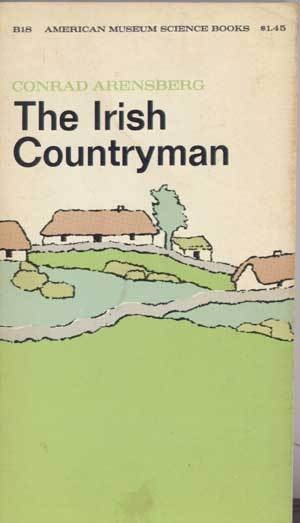 B18 AMERICAN MUSEUM SCIENCE BOOKS $1.45
CONRAD ARENSBERG
The Irish
Countryman